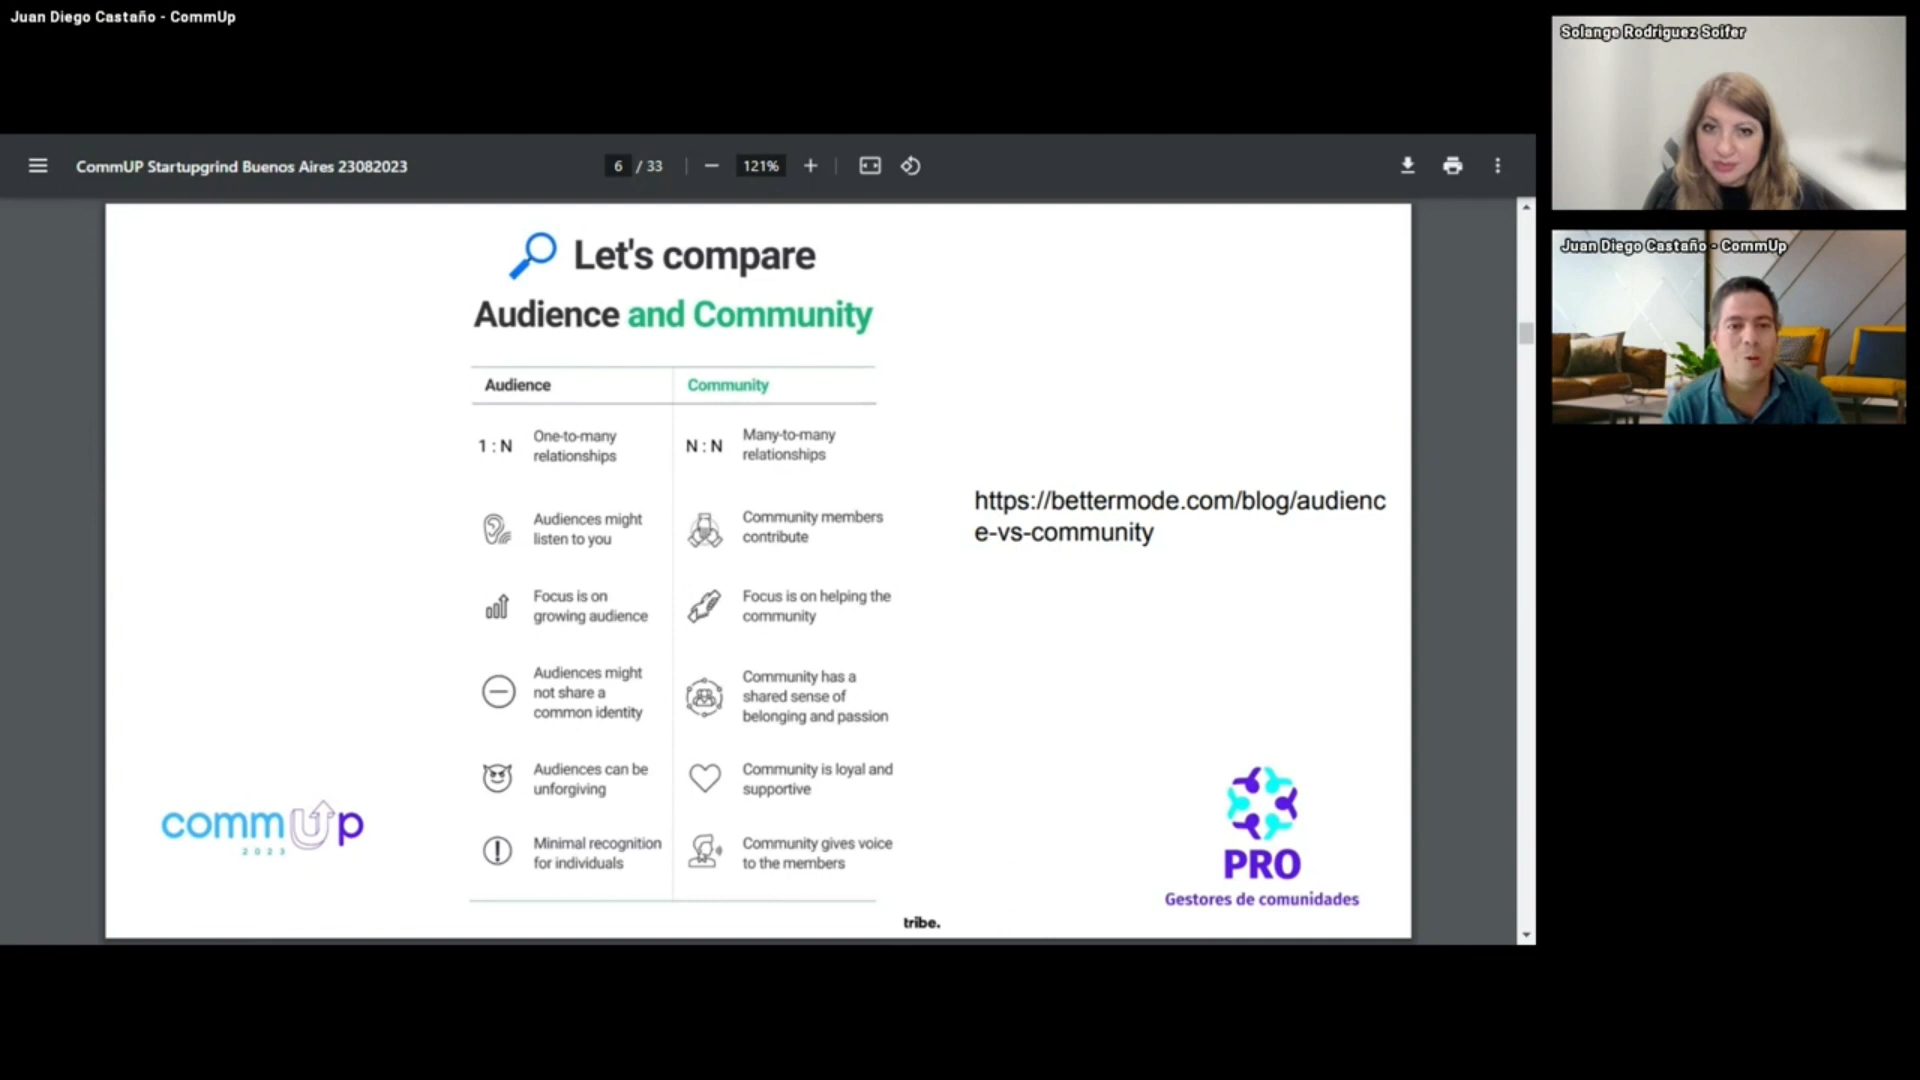 Juan Diego Castaño - CommUp
Solange Rodriguez Soifer
Juan Diego Castaño - CommUp
CommUP Startupgrind Buenos Aires 23082023
6 / 33
121%
Let's compare
Audience and Community
Audience
Community
1 : N
One-to-many
relationships
N : N
Many-to-many
relationships
Audiences might
listen to you
Community members
contribute
Focus is on
growing audience
Focus is on helping the
community
Audiences might
not share a
common identity
Community has a
shared sense of
belonging and passion
Audiences can be
unforgiving
Community is loyal and
supportive
Minimal recognition
for individuals
Community gives voice
to the members
tribe.
https://bettermode.com/blog/audienc
e-vs-community
commUp
2023
PRO
Gestores de comunidades